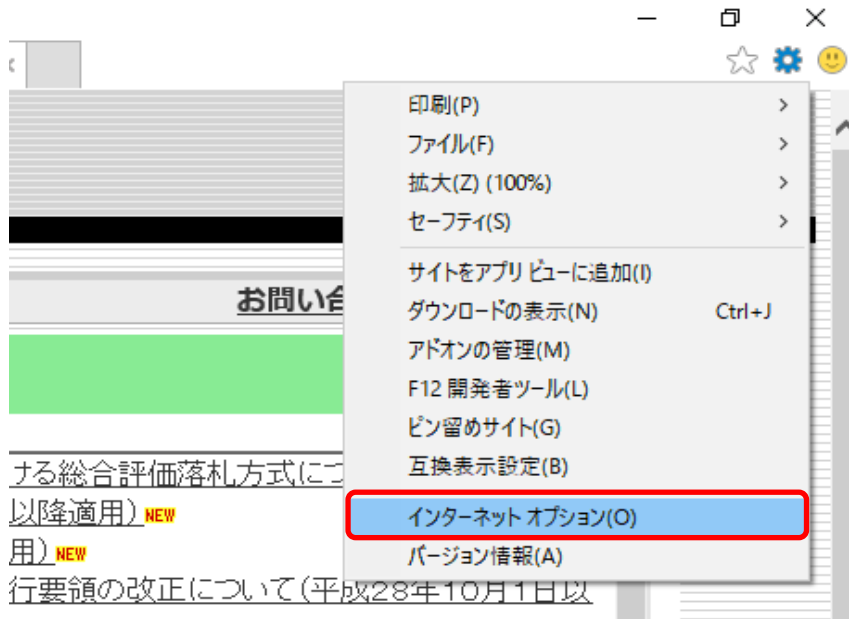 印刷(P)
ファイル(F)
拡大(Z) (100%)
セーフティ(S)
サイトをアプリ ビューに追加(I)
ダウンロードの表示(N) Ctrl+J
アドオンの管理(M)
F12 開発者ツール(L)
ピン留めサイト(G)
互換表示設定(B)
インターネット オプション(O)
バージョン情報(A)
お問い合
ける総合評価落札方式につ
以降適用) NEW
用) NEW
行要領の改正について(平成28年10月1日以